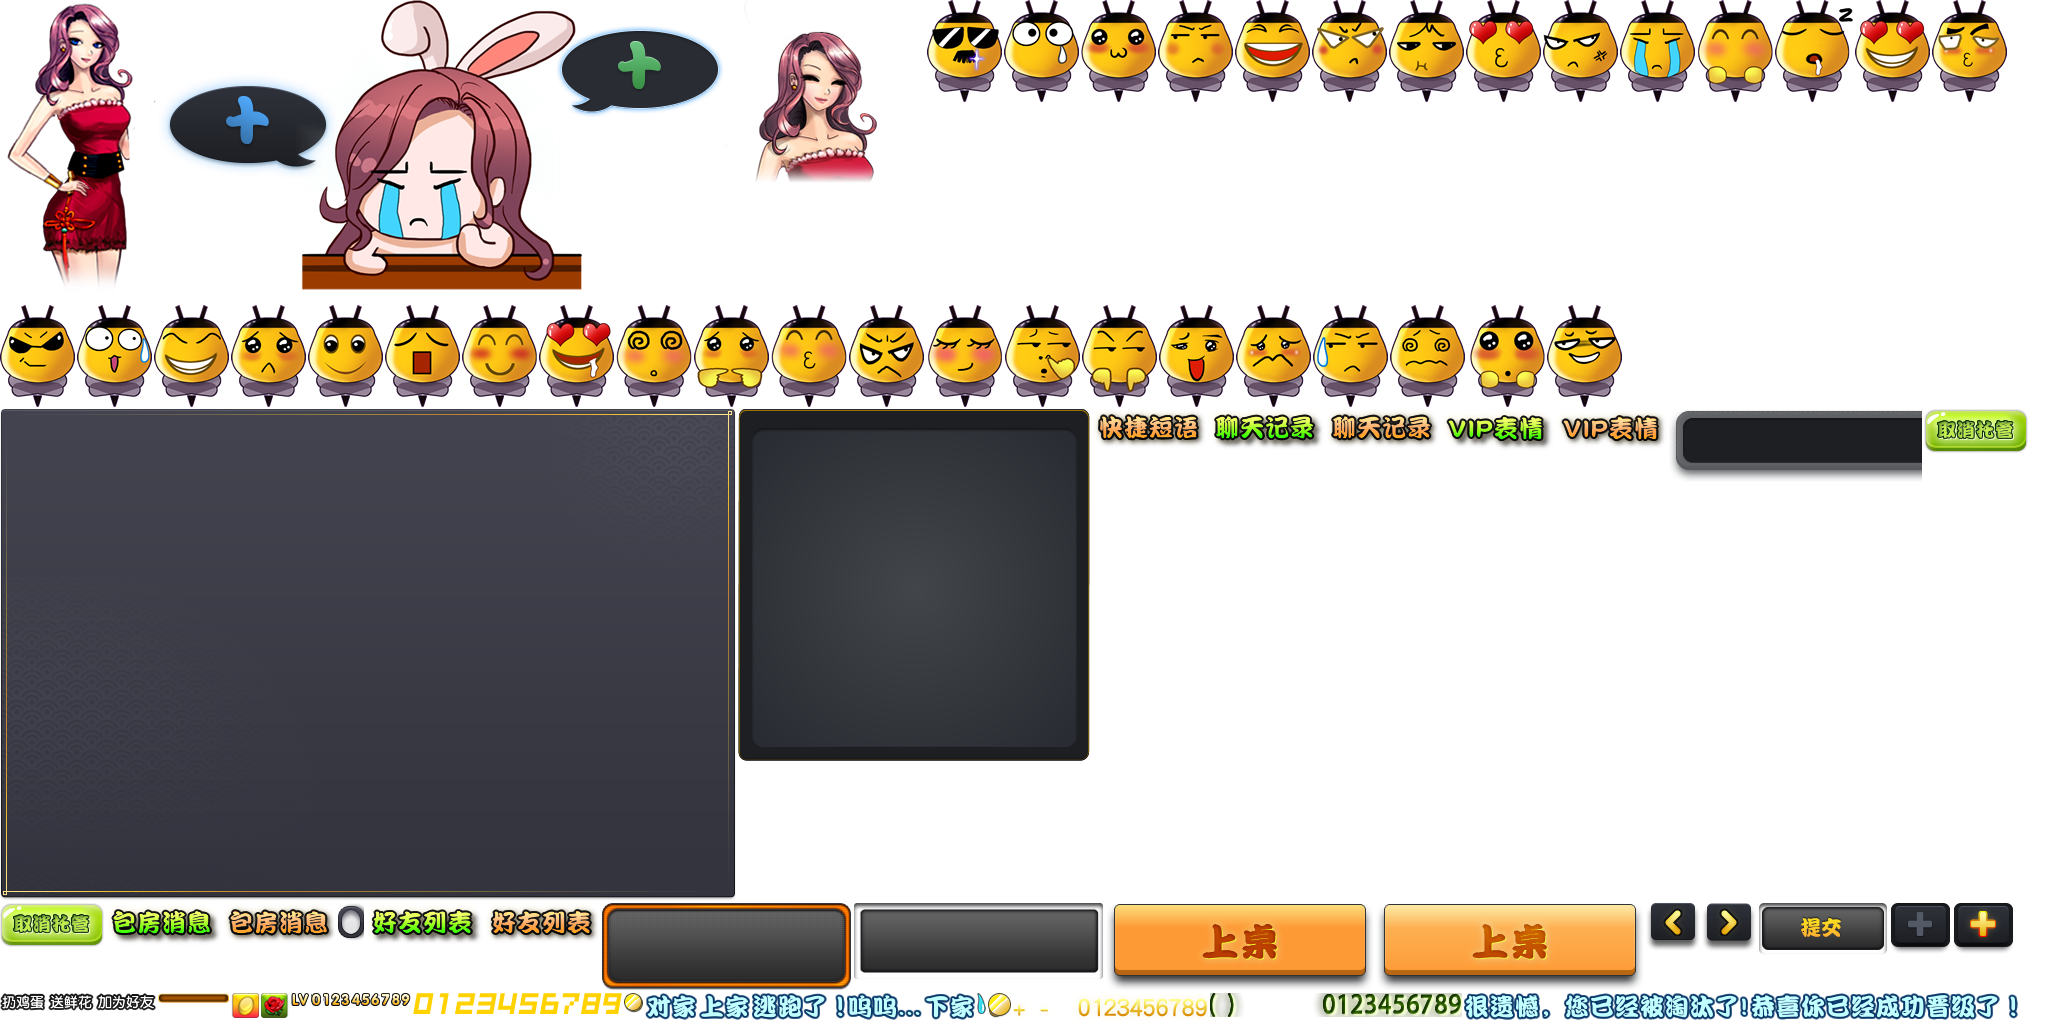 z
快捷短语 聊天记录 聊天记录 VIP表情 VIP表情 取消托管
取消托管 包房消息 包房消息 好友列表 好友列表 上桌 上桌 提交
扔鸡蛋 送鲜花 加为好友 LV 0123456789 0123456789 对家 上家 逃跑了！呜呜... 下家 + - 0123456789 ( ) 0123456789 很遗憾，您已经被淘汰了! 恭喜你已经成功晋级了！